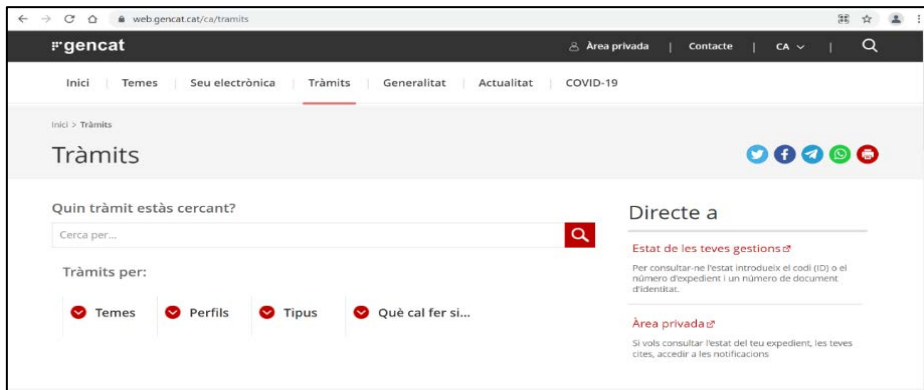 web.gencat.cat/ca/tramits
gencat
Àrea privada | Contacte | CA |
Inici | Temes | Seu electrònica | Tràmits | Generalitat | Actualitat | COVID-19
Inici > Tràmits
Tràmits
Quin tràmit estàs cercant?
Cerca per...
Tràmits per:
Temes
Perfils
Tipus
Què cal fer si...
Directe a
Estat de les teves gestions
Per consultar-ne l'estat introdueix el codi (ID) o el
número d'expedient i un número de document
d'identitat.
Àrea privada
Si vols consultar l'estat del teu expedient, les teves
cites, accedir a les notificacions